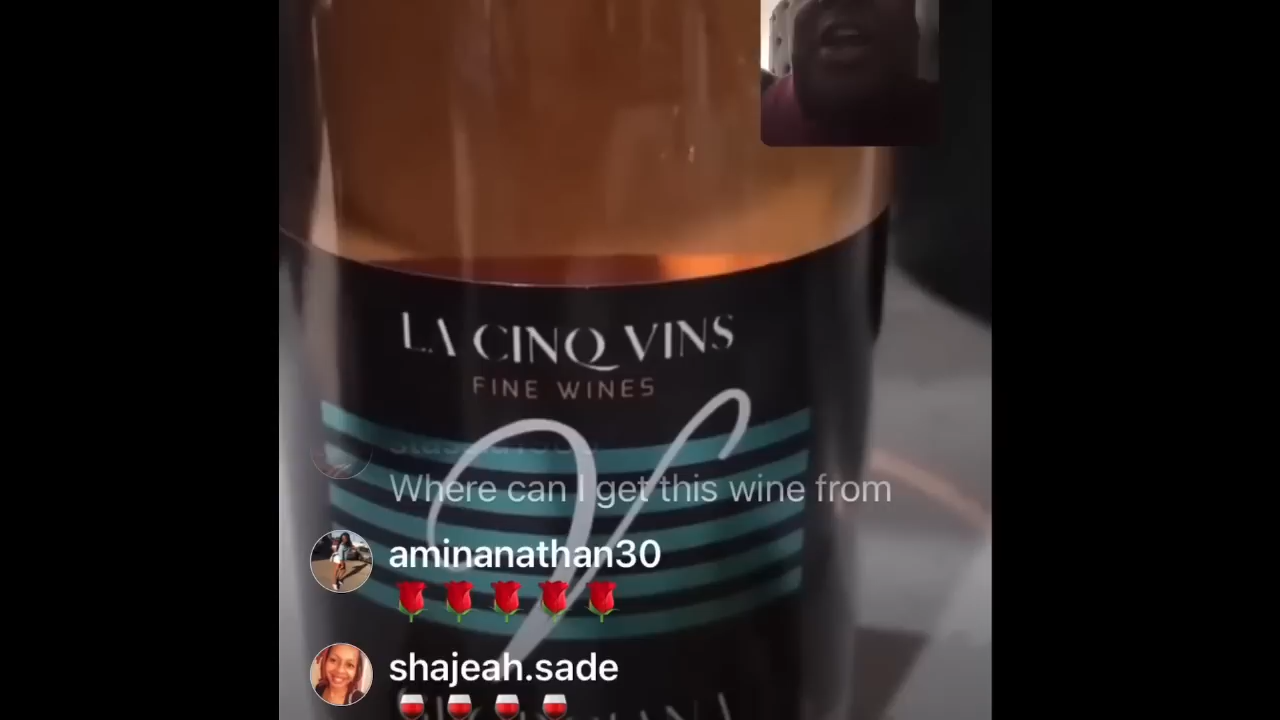 LA CINQ VINS
FINE WINES
V
Where can I get this wine from
aminanathan30
shajeah.sade